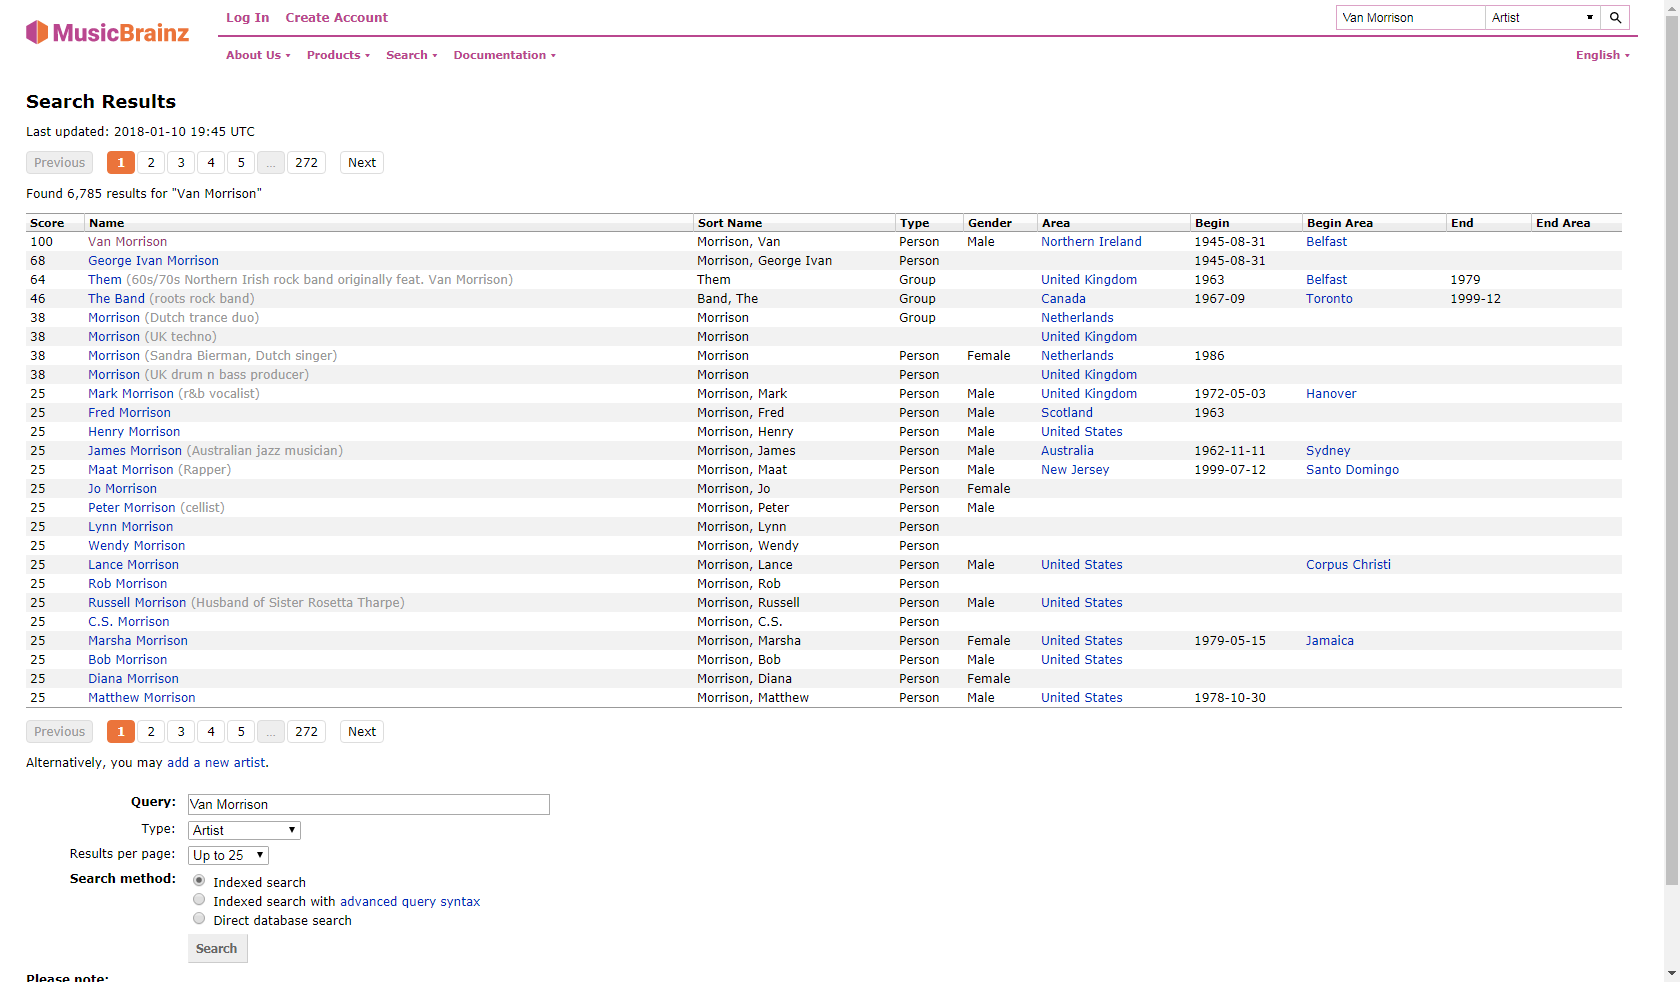 MusicBrainz
Log In Create Account
Van Morrison Artist
About Us Products Search Documentation English
Search Results
Last updated: 2018-01-10 19:45 UTC
Previous 1 2 3 4 5 ... 272 Next
Found 6,785 results for "Van Morrison"
Score Name Sort Name Type Gender Area Begin Begin Area End End Area
100 Van Morrison Morrison, Van Person Male Northern Ireland 1945-08-31 Belfast
68 George Ivan Morrison Morrison, George Ivan Person 1945-08-31
64 Them (60s/70s Northern Irish rock band originally feat. Van Morrison) Them Group United Kingdom 1963 Belfast 1979
46 The Band (roots rock band) Band, The Group Canada 1967-09 Toronto 1999-12
38 Morrison (Dutch trance duo) Morrison Group Netherlands
38 Morrison (UK techno) Morrison United Kingdom
38 Morrison (Sandra Bierman, Dutch singer) Morrison Person Female Netherlands 1986
38 Morrison (UK drum n bass producer) Morrison Person United Kingdom
25 Mark Morrison (r&b vocalist) Morrison, Mark Person Male United Kingdom 1972-05-03 Hanover
25 Fred Morrison Morrison, Fred Person Male Scotland 1963
25 Henry Morrison Morrison, Henry Person Male United States
25 James Morrison (Australian jazz musician) Morrison, James Person Male Australia 1962-11-11 Sydney
25 Maat Morrison (Rapper) Morrison, Maat Person Male New Jersey 1999-07-12 Santo Domingo
25 Jo Morrison Morrison, Jo Person Female
25 Peter Morrison (cellist) Morrison, Peter Person Male
25 Lynn Morrison Morrison, Lynn Person
25 Wendy Morrison Morrison, Wendy Person
25 Lance Morrison Morrison, Lance Person Male United States Corpus Christi
25 Rob Morrison Morrison, Rob Person
25 Russell Morrison (Husband of Sister Rosetta Tharpe) Morrison, Russell Person Male United States
25 C.S. Morrison Morrison, C.S. Person
25 Marsha Morrison Morrison, Marsha Person Female United States 1979-05-15 Jamaica
25 Bob Morrison Morrison, Bob Person Male United States
25 Diana Morrison Morrison, Diana Person Female
25 Matthew Morrison Morrison, Matthew Person Male United States 1978-10-30
Previous 1 2 3 4 5 ... 272 Next
Alternatively, you may add a new artist.
Query: Van Morrison
Type: Artist
Results per page: Up to 25
Search method: Indexed search
Indexed search with advanced query syntax
Direct database search
Search
Please note: